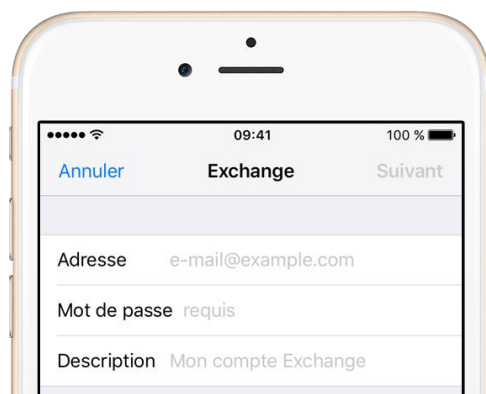 09:41 100 %
Annuler Exchange Suivant
Adresse e-mail@example.com
Mot de passe requis
Description Mon compte Exchange